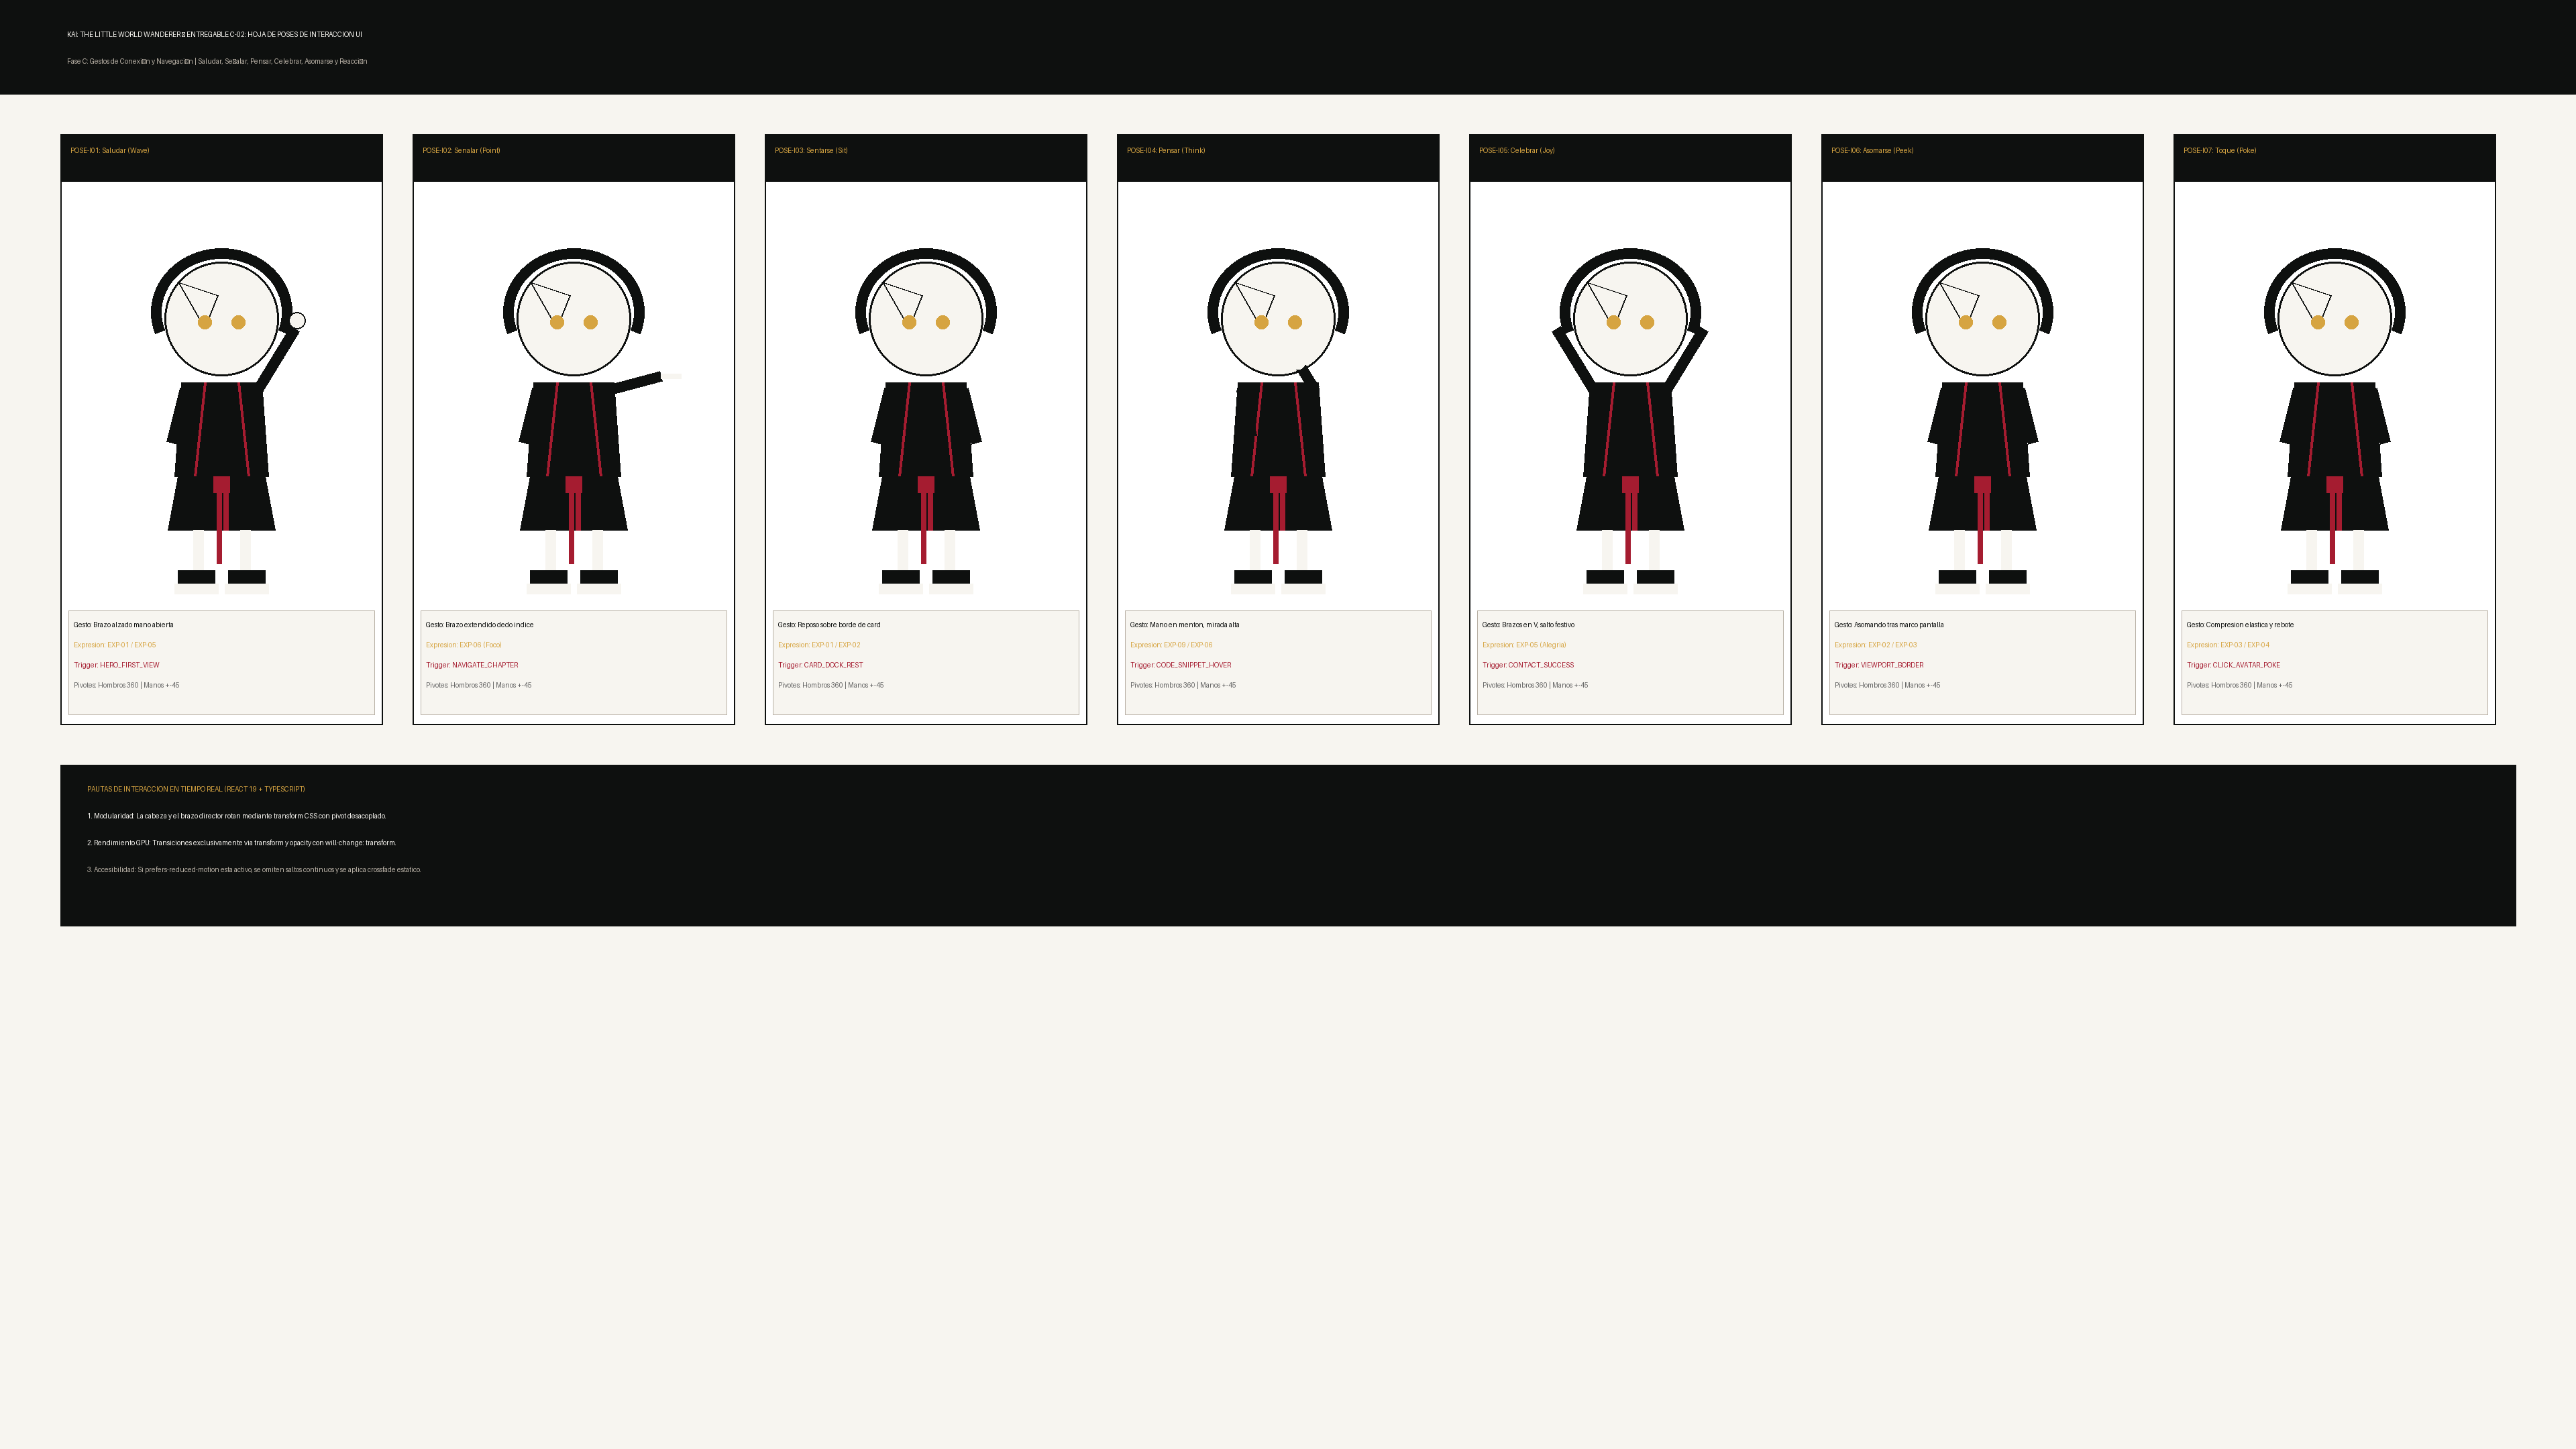 KAI: THE LITTLE WORLD WANDERER▯ ENTREGABLE C-02: HOJA DE POSES DE INTERACCION UI
Fase C: Gestos de Conexi▯n y Navegaci▯n | Saludar, Se▯alar, Pensar, Celebrar, Asomarse y Reacci▯n
POSE-I01: Saludar (Wave)
Gesto: Brazo alzado mano abierta
Expresion: EXP-01 / EXP-05
Trigger: HERO_FIRST_VIEW
Pivotes: Hombros 360 | Manos +-45
POSE-I02: Senalar (Point)
Gesto: Brazo extendido dedo indice
Expresion: EXP-06 (Foco)
Trigger: NAVIGATE_CHAPTER
Pivotes: Hombros 360 | Manos +-45
POSE-I03: Sentarse (Sit)
Gesto: Reposo sobre borde de card
Expresion: EXP-01 / EXP-02
Trigger: CARD_DOCK_REST
Pivotes: Hombros 360 | Manos +-45
POSE-I04: Pensar (Think)
Gesto: Mano en menton, mirada alta
Expresion: EXP-09 / EXP-06
Trigger: CODE_SNIPPET_HOVER
Pivotes: Hombros 360 | Manos +-45
POSE-I05: Celebrar (Joy)
Gesto: Brazos en V, salto festivo
Expresion: EXP-05 (Alegria)
Trigger: CONTACT_SUCCESS
Pivotes: Hombros 360 | Manos +-45
POSE-I06: Asomarse (Peek)
Gesto: Asomando tras marco pantalla
Expresion: EXP-02 / EXP-03
Trigger: VIEWPORT_BORDER
Pivotes: Hombros 360 | Manos +-45
POSE-I07: Toque (Poke)
Gesto: Compresion elastica y rebote
Expresion: EXP-03 / EXP-04
Trigger: CLICK_AVATAR_POKE
Pivotes: Hombros 360 | Manos +-45
PAUTAS DE INTERACCION EN TIEMPO REAL (REACT 19 + TYPESCRIPT)
1. Modularidad: La cabeza y el brazo director rotan mediante transform CSS con pivot desacoplado.
2. Rendimiento GPU: Transiciones exclusivamente via transform y opacity con will-change: transform.
3. Accesibilidad: Si prefers-reduced-motion esta activo, se omiten saltos continuos y se aplica crossfade estatico.